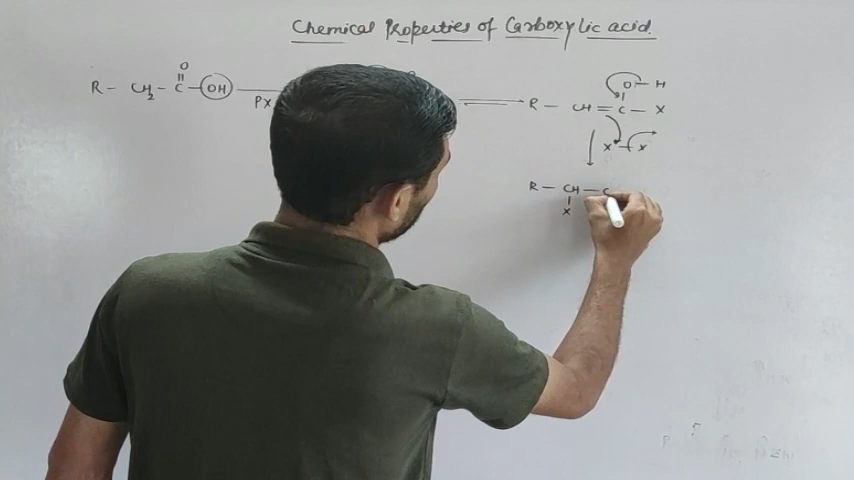 Chemical Properties of Carboxylic acid.
O
R – CH2 – C – OH
PX
O – H
R – CH = C – X
X – X
R – CH – C
X